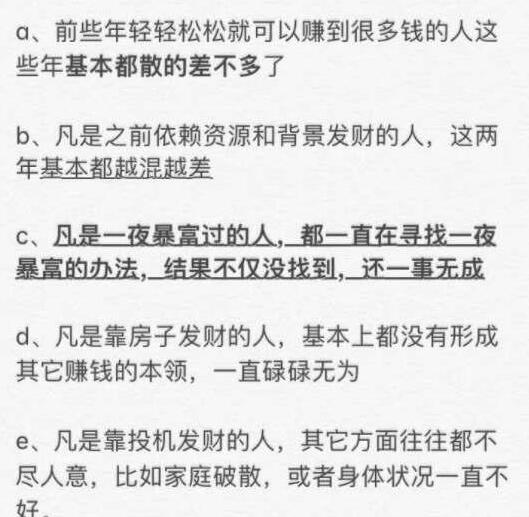 a、前些年轻轻松松就可以赚到很多钱的人这
些年基本都散的差不多了
b、凡是之前依赖资源和背景发财的人，这两
年基本都越混越差
c、凡是一夜暴富过的人，都一直在寻找一夜
暴富的办法，结果不仅没找到，还一事无成
d、凡是靠房子发财的人，基本上都没有形成
其它赚钱的本领，一直碌碌无为
e、凡是靠投机发财的人，其它方面往往都不
尽人意，比如家庭破散，或者身体状况一直不
好。